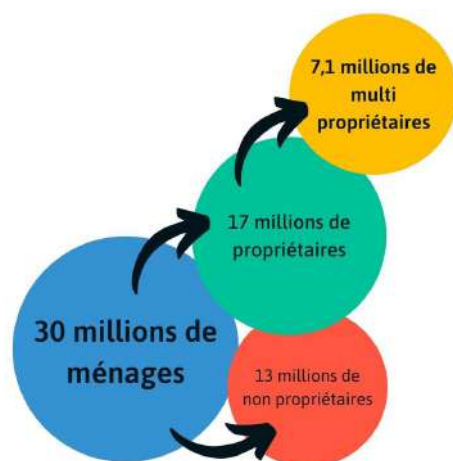 7,1 millions de
multi
propriétaires
17 millions de
propriétaires
30 millions de
ménages
13 millions de
non propriétaires